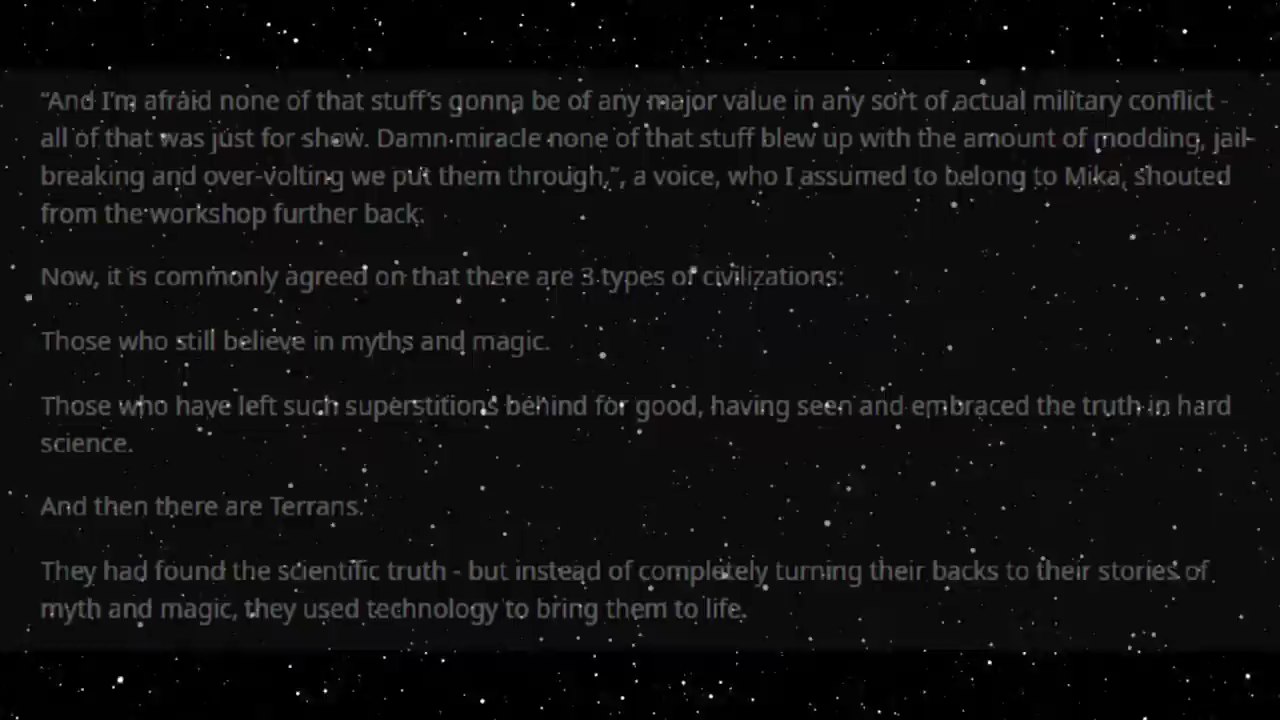 “And I’m afraid none of that stuff’s gonna be of any major value in any sort of actual military conflict -
all of that was just for show. Damn miracle none of that stuff blew up with the amount of modding, jail-
breaking and over-volting we put them through,”, a voice, who I assumed to belong to Mika, shouted
from the workshop further back.
Now, it is commonly agreed on that there are 3 types of civilizations:
Those who still believe in myths and magic.
Those who have left such superstitions behind for good, having seen and embraced the truth in hard
science.
And then there are Terrans.
They had found the scientific truth - but instead of completely turning their backs to their stories of
myth and magic, they used technology to bring them to life.